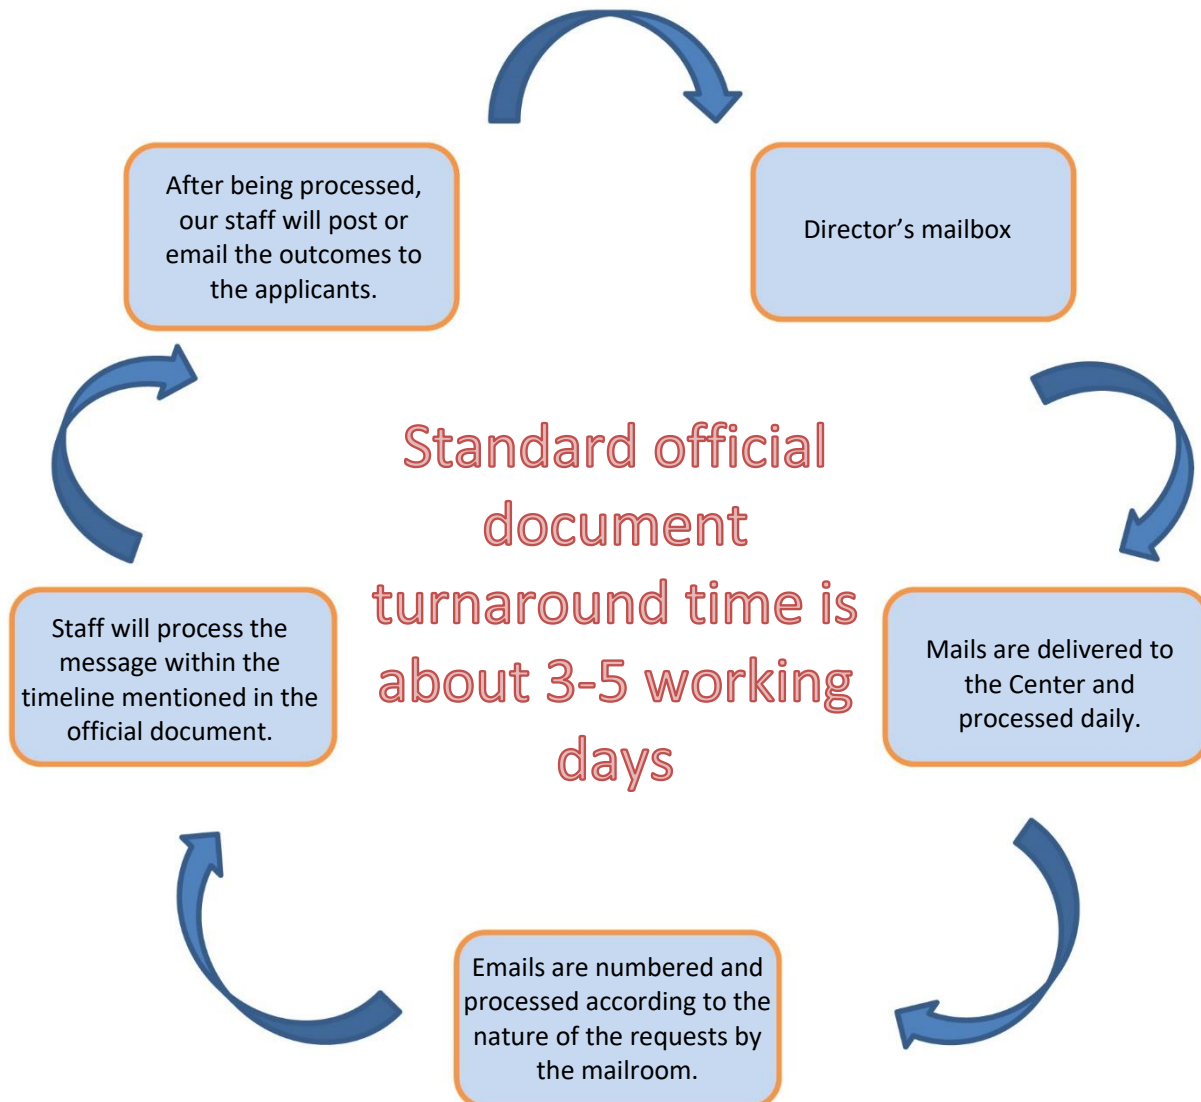 After being processed,
our staff will post or
email the outcomes to
the applicants.
Director’s mailbox
Standard official
document
turnaround time is
about 3-5 working
days
Staff will process the
message within the
timeline mentioned in the
official document.
Mails are delivered to
the Center and
processed daily.
Emails are numbered and
processed according to the
nature of the requests by
the mailroom.